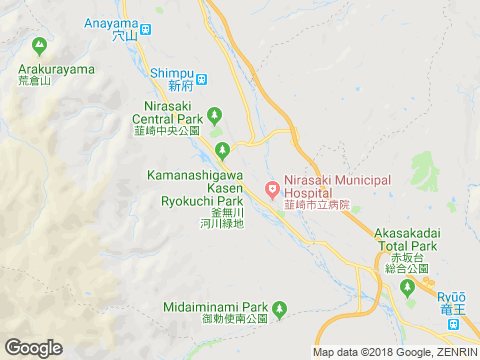 Anayama
穴山
Arakurayama
荒倉山
Shimpu
新府
Nirasaki
Central Park
韮崎中央公園
Kamanashigawa
Kasen
Ryokuchi Park
釜無川
河川緑地
Nirasaki Municipal
Hospital
韮崎市立病院
Akasakadai
Total Park
赤坂台
総合公園
Ryūō
竜王
Midaiminami Park
御勅使南公園
Google
Map data ©2018 Google, ZENRIN